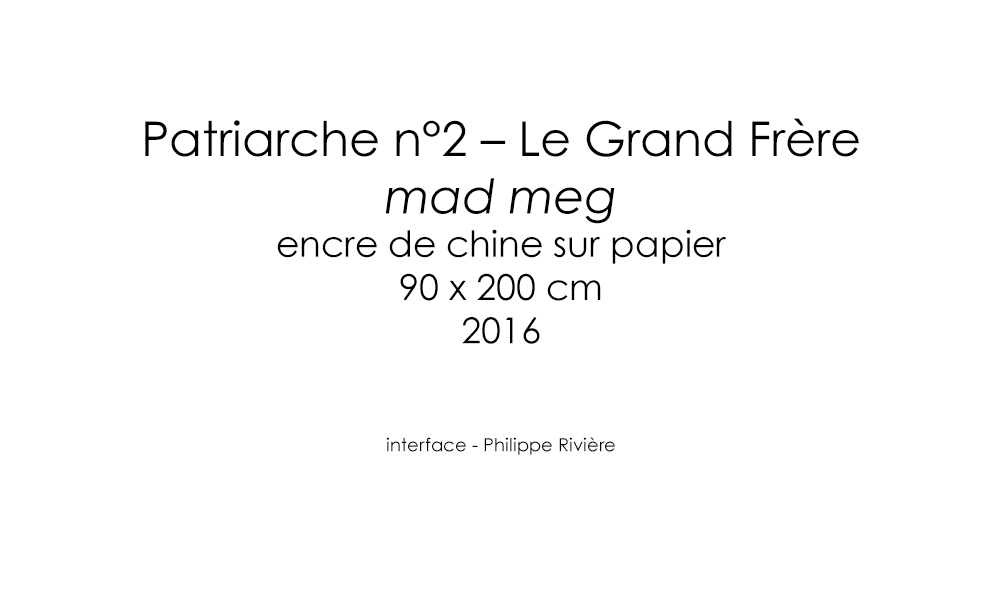 Patriarche n°2 – Le Grand Frère
mad meg
encre de chine sur papier
90 x 200 cm
2016
interface - Philippe Rivière